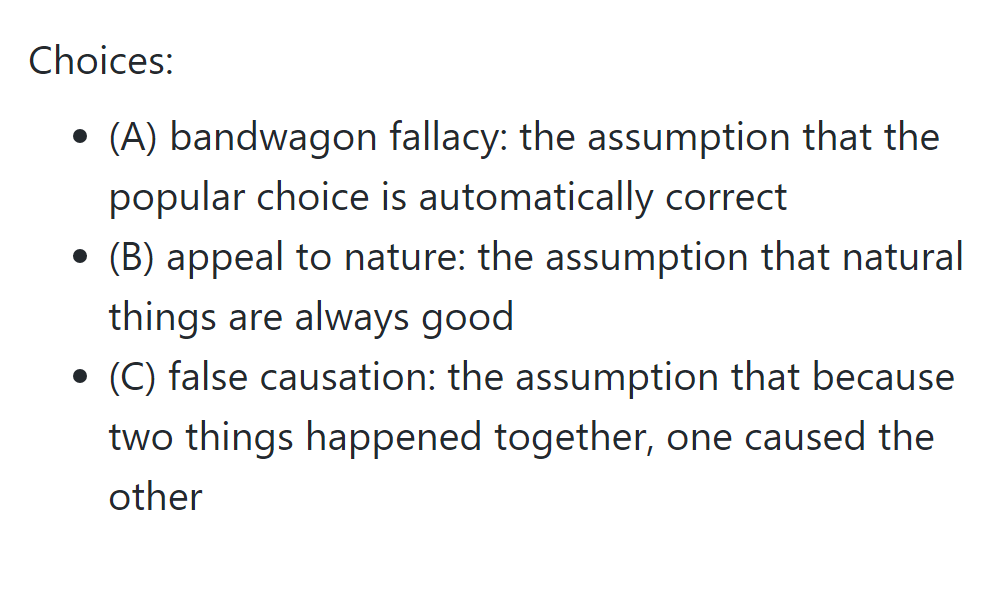 Choices:
• (A) bandwagon fallacy: the assumption that the
popular choice is automatically correct
• (B) appeal to nature: the assumption that natural
things are always good
• (C) false causation: the assumption that because
two things happened together, one caused the
other